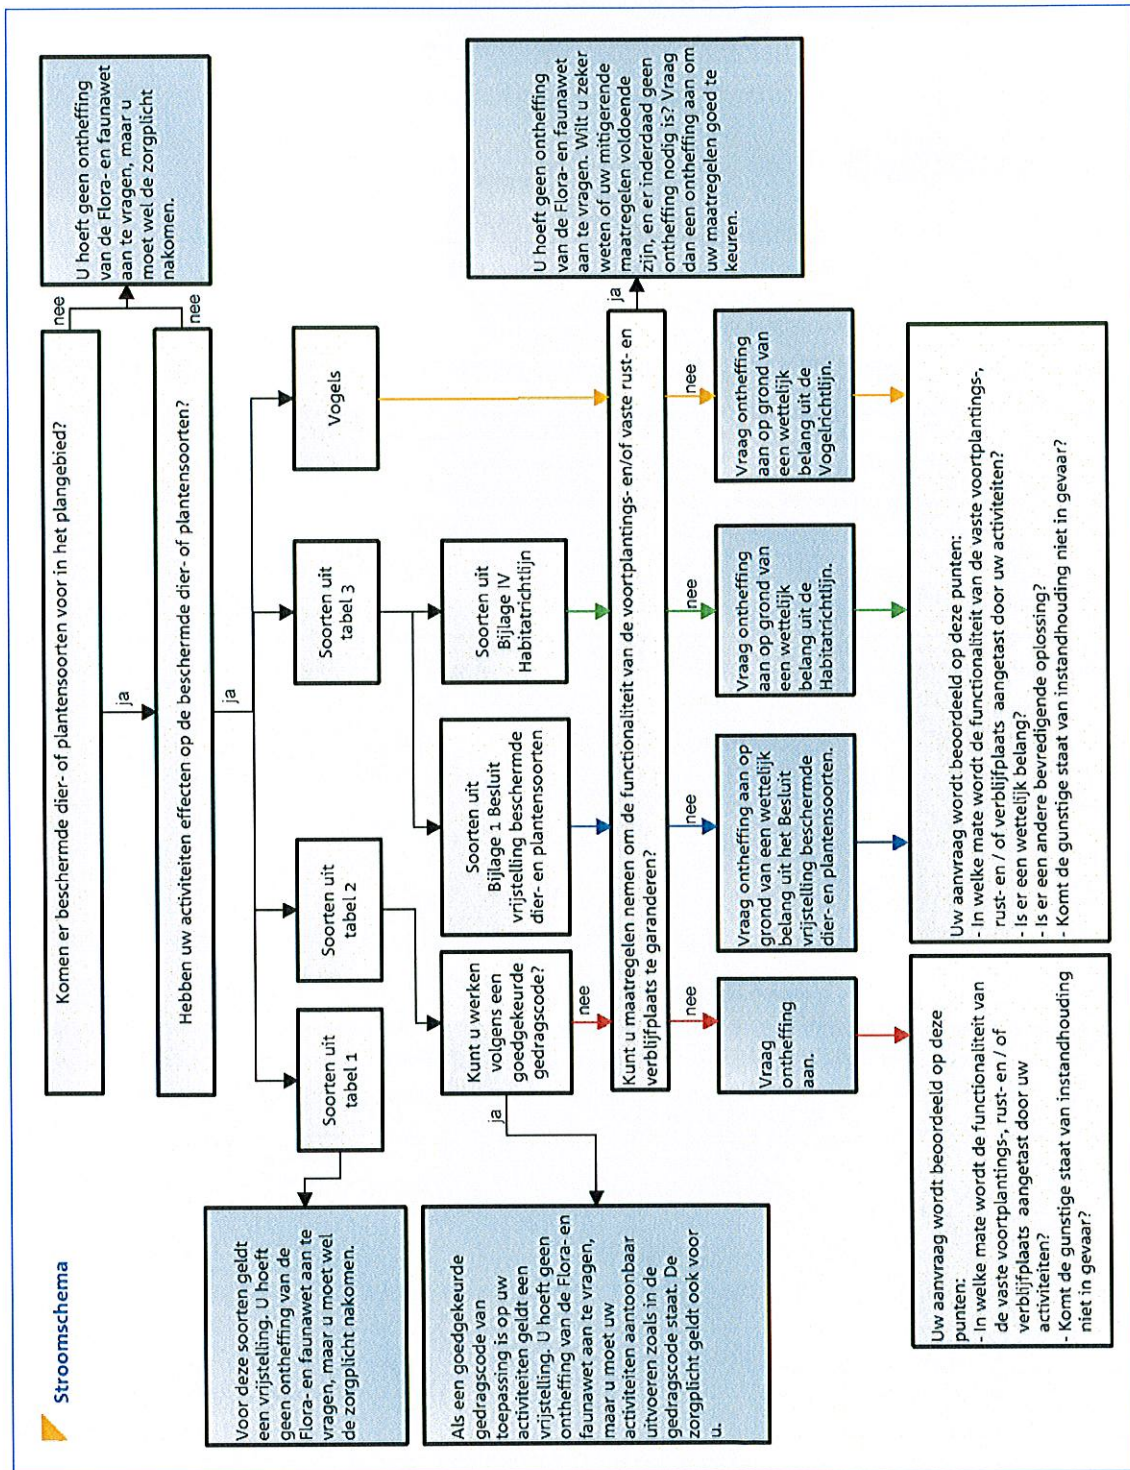 Stroomschema
Komen er beschermde dier- of plantensoorten voor in het plangebied?
nee
ja
U hoeft geen ontheffing
van de Flora- en faunawet
aan te vragen, maar u
moet wel de zorgplicht
nakomen.
Hebben uw activiteiten effecten op de beschermde dier- of plantensoorten?
nee
ja
Soorten uit
tabel 1
Soorten uit
tabel 2
Soorten uit
tabel 3
Vogels
Voor deze soorten geldt
een vrijstelling. U hoeft
geen ontheffing van de
Flora- en faunawet aan te
vragen, maar u moet wel
de zorgplicht nakomen.
Kunt u werken
volgens een
goedgekeurde
gedragscode?
ja
nee
Soorten uit
Bijlage 1 Besluit
vrijstelling beschermde
dier- en plantensoorten
Soorten uit
Bijlage IV
Habitatrichtlijn
Als een goedgekeurde
gedragscode van
toepassing is op uw
activiteiten geldt een
vrijstelling. U hoeft geen
ontheffing van de Flora- en
faunawet aan te vragen,
maar u moet uw
activiteiten aantoonbaar
uitvoeren zoals in de
gedragscode staat. De
zorgplicht geldt ook voor
u.
Kunt u maatregelen nemen om de functionaliteit van de voortplantings- en/of vaste rust- en
verblijfplaats te garanderen?
ja
U hoeft geen ontheffing
van de Flora- en faunawet
aan te vragen. Wilt u zeker
weten of uw mitigerende
maatregelen voldoende
zijn, en er inderdaad geen
ontheffing nodig is? Vraag
dan een ontheffing aan om
uw maatregelen goed te
keuren.
nee
nee
nee
nee
Vraag
ontheffing
aan.
Vraag ontheffing aan op
grond van een wettelijk
belang uit het Besluit
vrijstelling beschermde
dier- en plantensoorten.
Vraag ontheffing
aan op grond van
een wettelijk
belang uit de
Habitatrichtlijn.
Vraag ontheffing
aan op grond van
een wettelijk
belang uit de
Vogelrichtlijn.
Uw aanvraag wordt beoordeeld op deze
punten:
- In welke mate wordt de functionaliteit van
de vaste voortplantings-, rust- en / of
verblijfplaats aangetast door uw
activiteiten?
- Komt de gunstige staat van instandhouding
niet in gevaar?
Uw aanvraag wordt beoordeeld op deze punten:
- In welke mate wordt de functionaliteit van de vaste voortplantings-,
rust- en / of verblijfplaats aangetast door uw activiteiten?
- Is er een wettelijk belang?
- Is er een andere bevredigende oplossing?
- Komt de gunstige staat van instandhouding niet in gevaar?